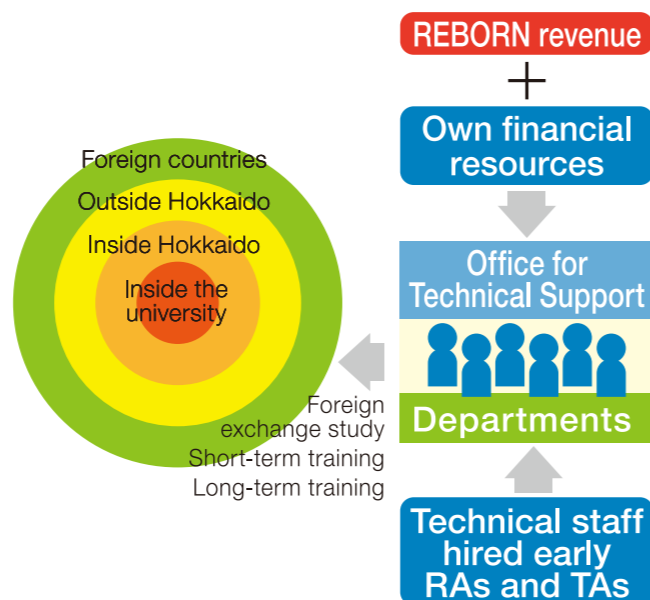 REBORN revenue
+
Own financial
resources
Foreign countries
Outside Hokkaido
Inside Hokkaido
Inside the
university
Office for
Technical Support
Departments
Foreign
exchange study
Short-term training
Long-term training
Technical staff
hired early
RAs and TAs